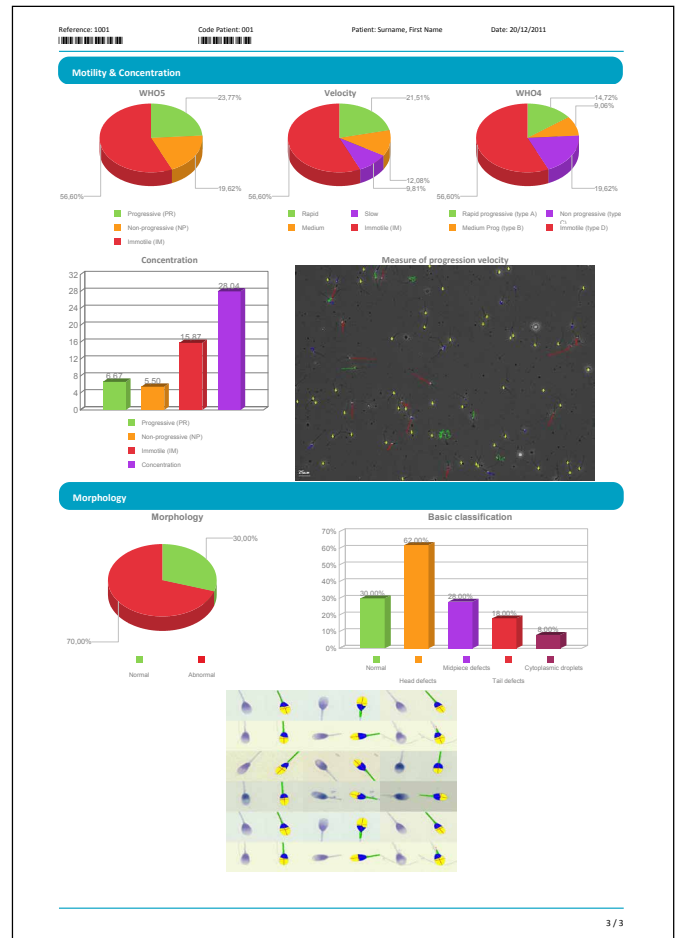 Reference: 1001 Code Patient: 001 Patient: Surname, First Name Date: 20/12/2011
Motility & Concentration
WHO5 Velocity WHO4
23,77% 21,51% 14,72%
9,06%
12,08%
19,62% 9,81% 19,62%
56,60% 56,60% 56,60%
Progressive (PR) Rapid Slow Rapid progressive (type A) Non progressive (type C)
Non-progressive (NP) Medium Immotile (IM) Medium Prog (type B) Immotile (type D)
Immotile (IM)
Concentration Measure of progression velocity
32
28 28,04
24
20
16 15,87
12
8 6,67 5,50
4
0
Progressive (PR)
Non-progressive (NP)
Immotile (IM)
Concentration
Morphology
Morphology Basic classification
30,00%
70,00%
Normal Abnormal
70%
60% 62,00%
50%
40%
30% 30,00% 28,00%
20% 18,00%
10% 8,00%
0%
Normal Midpiece defects Cytoplasmic droplets
Head defects Tail defects
3 / 3